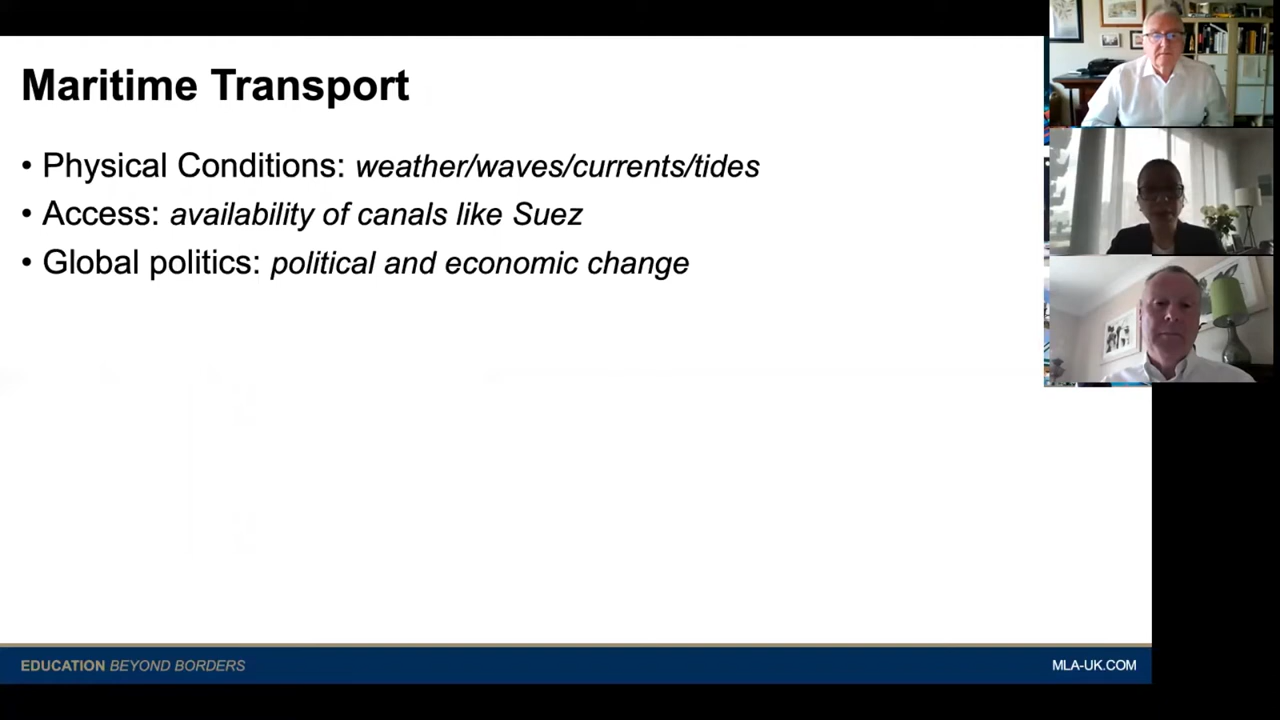 Maritime Transport
• Physical Conditions: weather/waves/currents/tides
• Access: availability of canals like Suez
• Global politics: political and economic change
EDUCATION BEYOND BORDERS
MLA-UK.COM